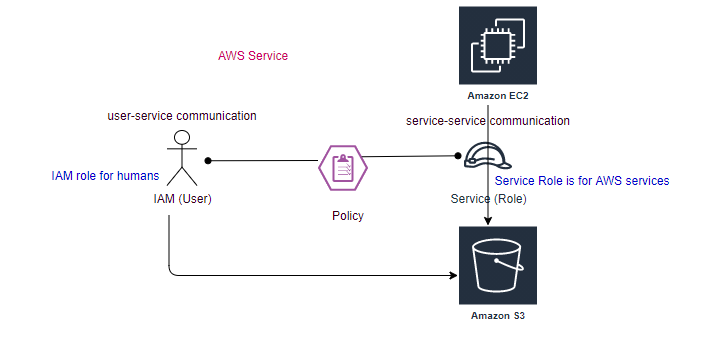 AWS Service
Amazon EC2
user-service communication
service-service communication
IAM role for humans
Service Role is for AWS services
IAM (User)
Service (Role)
Policy
Amazon S3